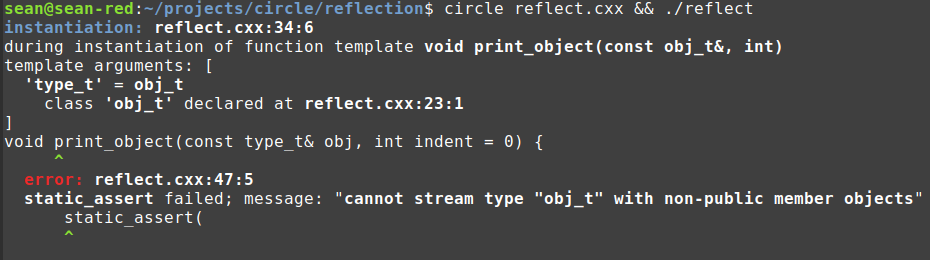 sean@sean-red:~/projects/circle/reflection$ circle reflect.cxx && ./reflect
instantiation: reflect.cxx:34:6
during instantiation of function template void print_object(const obj_t&, int)
template arguments: [
  'type_t' = obj_t
    class 'obj_t' declared at reflect.cxx:23:1
]
void print_object(const type_t& obj, int indent = 0) {
     ^
  error: reflect.cxx:47:5
  static_assert failed; message: "cannot stream type "obj_t" with non-public member objects"
      static_assert(
      ^